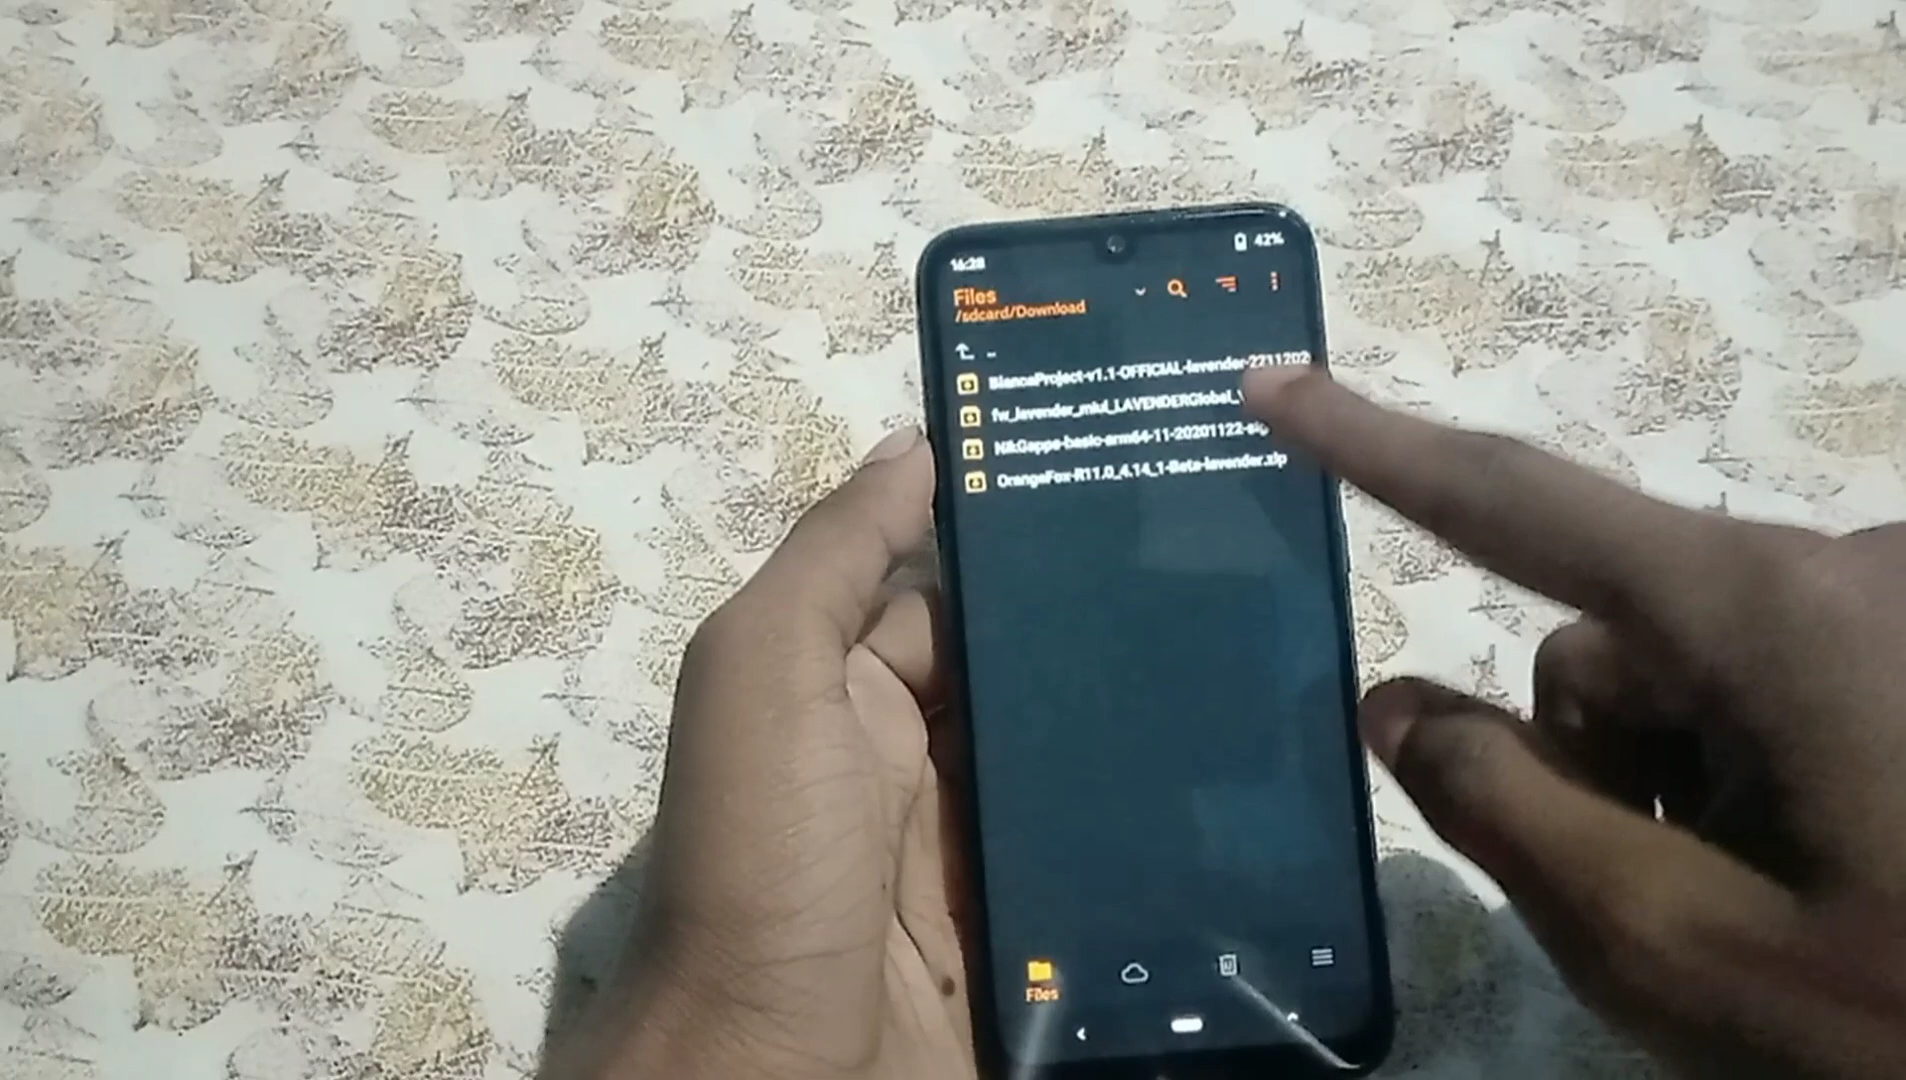 16:28
42%
Files
/sdcard/Download
..
BiancaProject-v1.1-OFFICIAL-lavender-2211202
fw_lavender_miui_LAVENDERGlobal_
NikGapps-basic-arm64-11-20201122-sig
OrangeFox-R11.0_4.14_1-Beta-lavender.zip
Files